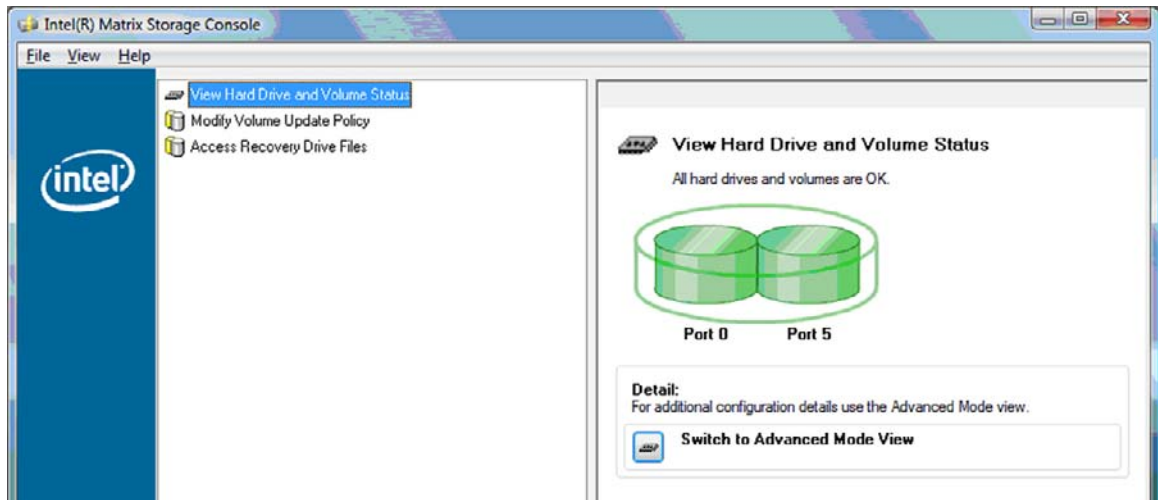 Intel(R) Matrix Storage Console
File View Help
View Hard Drive and Volume Status
Modify Volume Update Policy
Access Recovery Drive Files
intel
View Hard Drive and Volume Status
All hard drives and volumes are OK.
Port 0 Port 5
Detail:
For additional configuration details use the Advanced Mode view.
Switch to Advanced Mode View